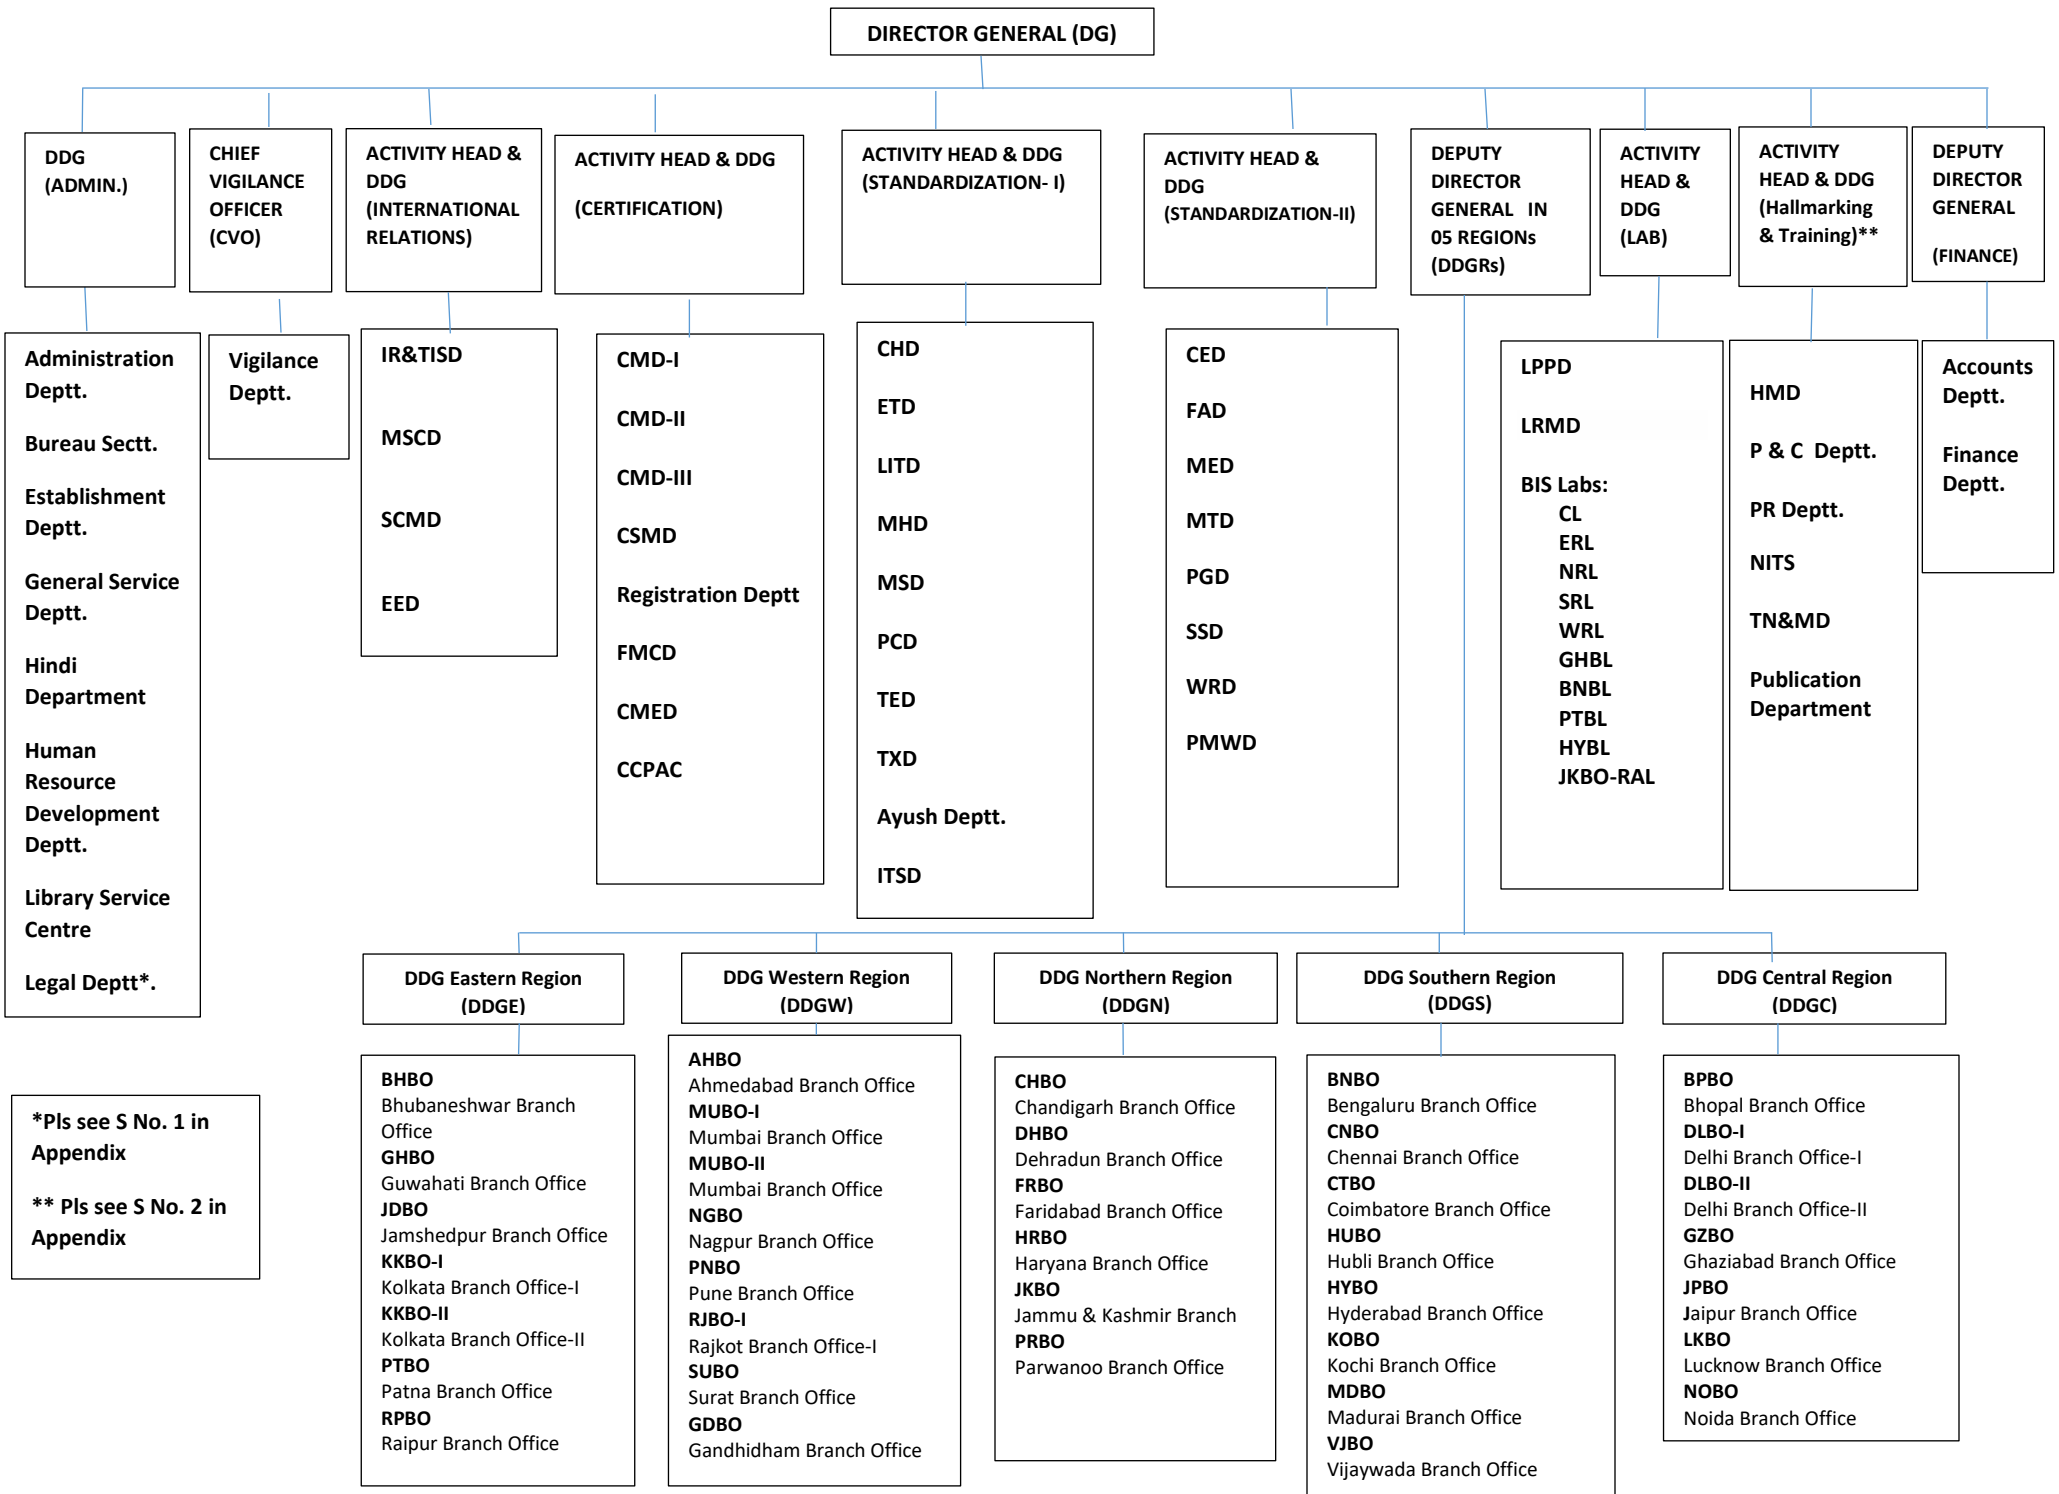 DIRECTOR GENERAL (DG)
DDG
(ADMIN.)
CHIEF
VIGILANCE
OFFICER
(CVO)
ACTIVITY HEAD &
DDG
(INTERNATIONAL
RELATIONS)
ACTIVITY HEAD & DDG
(CERTIFICATION)
ACTIVITY HEAD & DDG
(STANDARDIZATION- I)
ACTIVITY HEAD &
DDG
(STANDARDIZATION-II)
DEPUTY
DIRECTOR
GENERAL IN
05 REGIONs
(DDGRs)
ACTIVITY
HEAD &
DDG
(LAB)
ACTIVITY
HEAD & DDG
(Hallmarking
& Training)**
DEPUTY
DIRECTOR
GENERAL
(FINANCE)
Administration
Deptt.
Bureau Sectt.
Establishment
Deptt.
General Service
Deptt.
Hindi
Department
Human
Resource
Development
Deptt.
Library Service
Centre
Legal Deptt*.
Vigilance
Deptt.
IR&TISD
MSCD
SCMD
EED
CMD-I
CMD-II
CMD-III
CSMD
Registration Deptt
FMCD
CMED
CCPAC
CHD
ETD
LITD
MHD
MSD
PCD
TED
TXD
Ayush Deptt.
ITSD
CED
FAD
MED
MTD
PGD
SSD
WRD
PMWD
LPPD
LRMD
BIS Labs:
CL
ERL
NRL
SRL
WRL
GHBL
BNBL
PTBL
HYBL
JKBO-RAL
HMD
P & C Deptt.
PR Deptt.
NITS
TN&MD
Publication
Department
Accounts
Deptt.
Finance
Deptt.
DDG Eastern Region
(DDGE)
DDG Western Region
(DDGW)
DDG Northern Region
(DDGN)
DDG Southern Region
(DDGS)
DDG Central Region
(DDGC)
BHBO
Bhubaneshwar Branch
Office
GHBO
Guwahati Branch Office
JDBO
Jamshedpur Branch Office
KKBO-I
Kolkata Branch Office-I
KKBO-II
Kolkata Branch Office-II
PTBO
Patna Branch Office
RPBO
Raipur Branch Office
AHBO
Ahmedabad Branch Office
MUBO-I
Mumbai Branch Office
MUBO-II
Mumbai Branch Office
NGBO
Nagpur Branch Office
PNBO
Pune Branch Office
RJBO-I
Rajkot Branch Office-I
SUBO
Surat Branch Office
GDBO
Gandhidham Branch Office
CHBO
Chandigarh Branch Office
DHBO
Dehradun Branch Office
FRBO
Faridabad Branch Office
HRBO
Haryana Branch Office
JKBO
Jammu & Kashmir Branch
PRBO
Parwanoo Branch Office
BNBO
Bengaluru Branch Office
CNBO
Chennai Branch Office
CTBO
Coimbatore Branch Office
HUBO
Hubli Branch Office
HYBO
Hyderabad Branch Office
KOBO
Kochi Branch Office
MDBO
Madurai Branch Office
VJBO
Vijaywada Branch Office
BPBO
Bhopal Branch Office
DLBO-I
Delhi Branch Office-I
DLBO-II
Delhi Branch Office-II
GZBO
Ghaziabad Branch Office
JPBO
Jaipur Branch Office
LKBO
Lucknow Branch Office
NOBO
Noida Branch Office
*Pls see S No. 1 in
Appendix
** Pls see S No. 2 in
Appendix